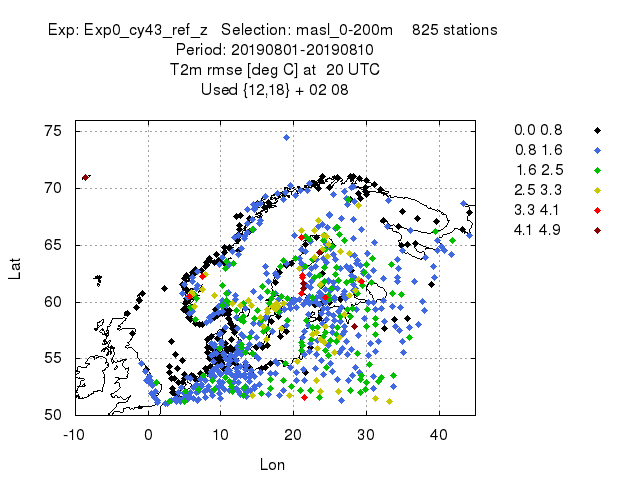 Exp: Exp0_cy43_ref_z   Selection: masl_0-200m    825 stations
Period: 20190801-20190810
T2m rmse [deg C] at  20 UTC
Used {12,18} + 02 08
75
70
65
60
55
50
-10 0 10 20 30 40
Lat
Lon
0.0 0.8
0.8 1.6
1.6 2.5
2.5 3.3
3.3 4.1
4.1 4.9